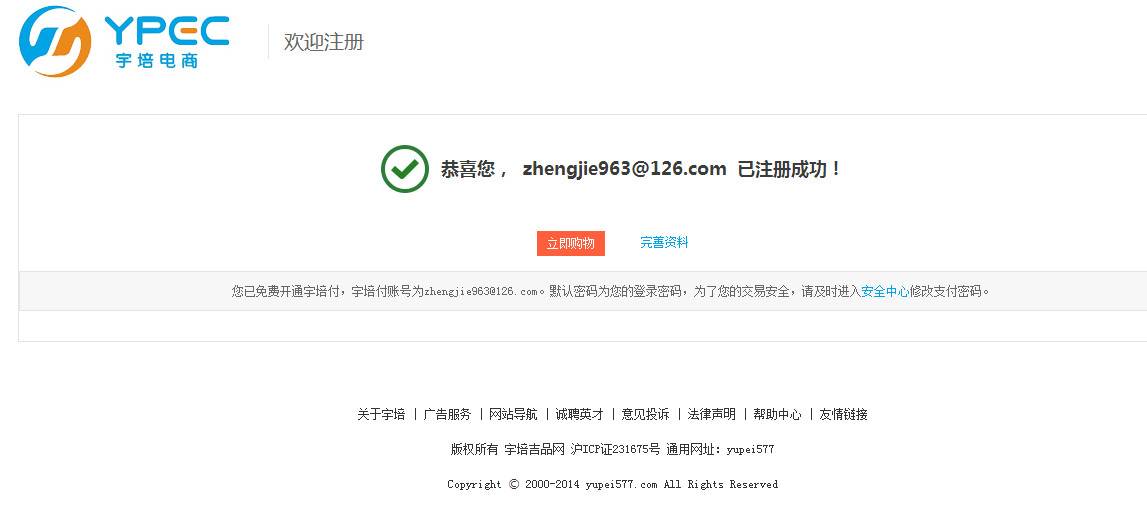 YPEC
宇培电商
欢迎注册
恭喜您， zhengjie963@126.com 已注册成功！
立即购物 完善资料
您已免费开通宇培付，宇培付账号为zhengjie963@126.com。默认密码为您的登录密码，为了您的交易安全，请及时进入安全中心修改支付密码。
关于宇培 | 广告服务 | 网站导航 | 诚聘英才 | 意见投诉 | 法律声明 | 帮助中心 | 友情链接
版权所有 宇培吉品网 沪ICP证231675号 通用网址：yupei577
Copyright © 2000-2014 yupei577.com All Rights Reserved